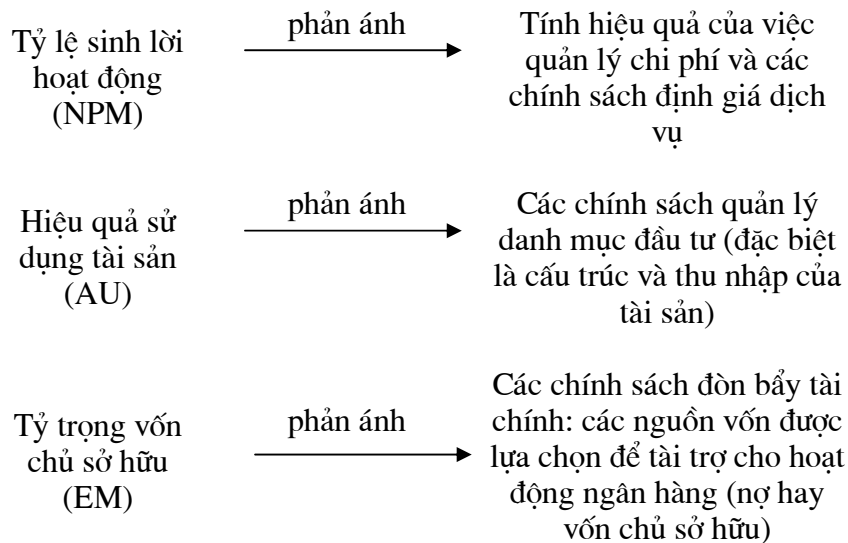 Tỷ lệ sinh lời
hoạt động
(NPM)
phản ánh
Tính hiệu quả của việc
quản lý chi phí và các
chính sách định giá dịch
vụ
Hiệu quả sử
dụng tài sản
(AU)
phản ánh
Các chính sách quản lý
danh mục đầu tư (đặc biệt
là cấu trúc và thu nhập của
tài sản)
Tỷ trọng vốn
chủ sở hữu
(EM)
phản ánh
Các chính sách đòn bẩy tài
chính: các nguồn vốn được
lựa chọn để tài trợ cho hoạt
động ngân hàng (nợ hay
vốn chủ sở hữu)